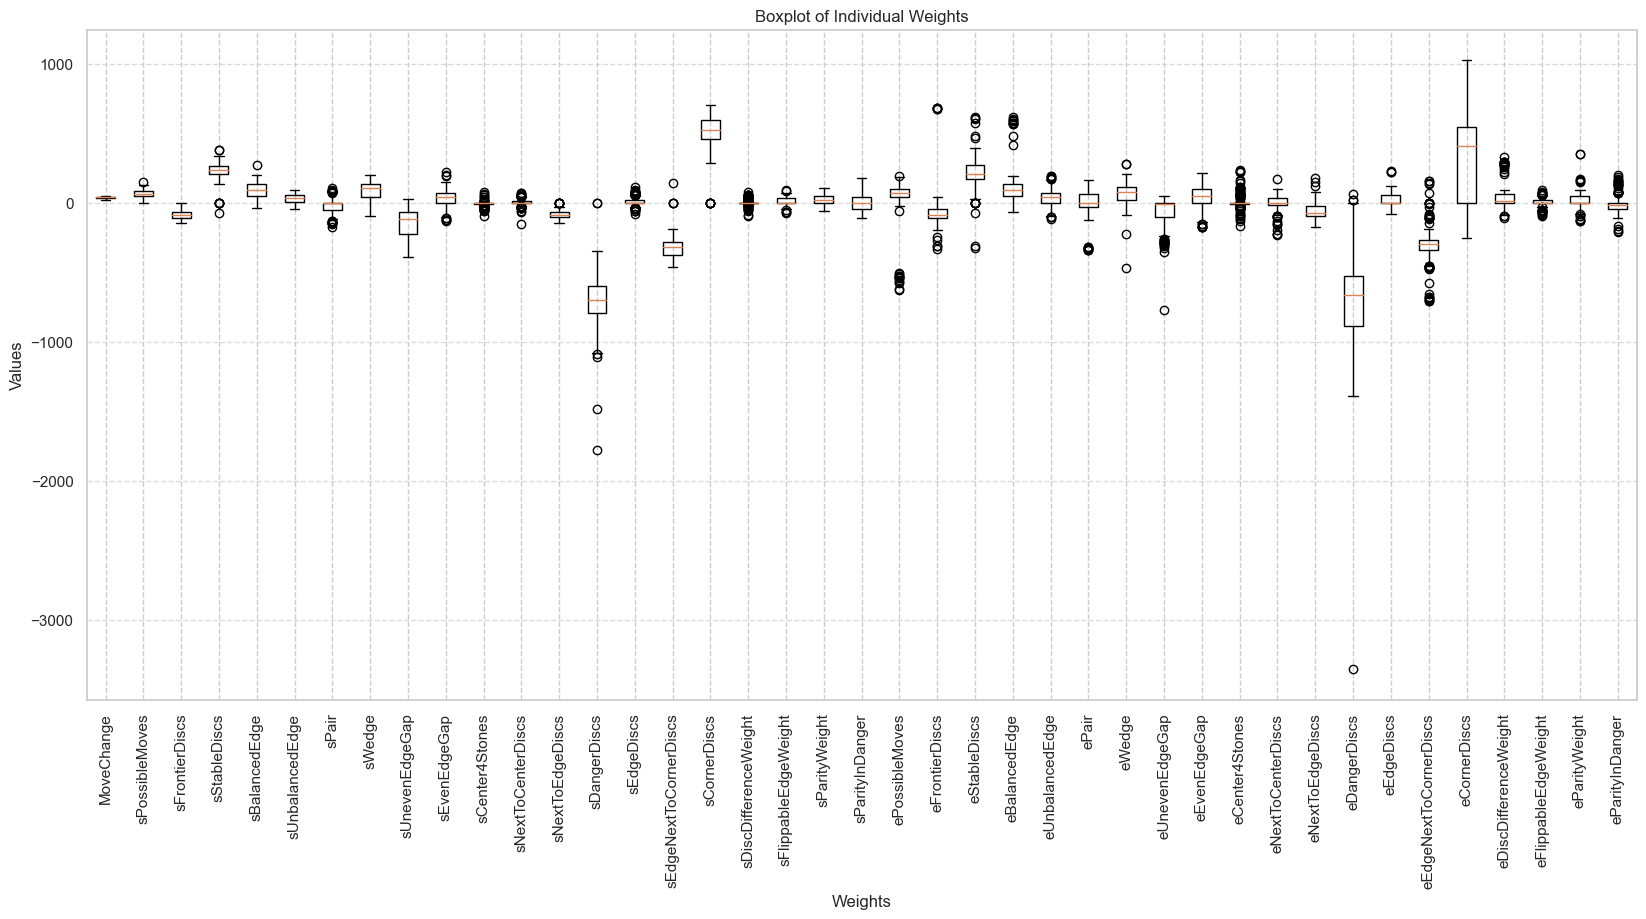 Boxplot of Individual Weights
1000
0
−1000
−2000
−3000
Values
MoveChange
sPossibleMoves
sFrontierDiscs
sStableDiscs
sBalancedEdge
sUnbalancedEdge
sPair
sWedge
sUnevenEdgeGap
sEvenEdgeGap
sCenter4Stones
sNextToCenterDiscs
sNextToEdgeDiscs
sDangerDiscs
sEdgeDiscs
sEdgeNextToCornerDiscs
sCornerDiscs
sDiscDifferenceWeight
sFlippableEdgeWeight
sParityWeight
sParityInDanger
ePossibleMoves
eFrontierDiscs
eStableDiscs
eBalancedEdge
eUnbalancedEdge
ePair
eWedge
eUnevenEdgeGap
eEvenEdgeGap
eCenter4Stones
eNextToCenterDiscs
eNextToEdgeDiscs
eDangerDiscs
eEdgeDiscs
eEdgeNextToCornerDiscs
eCornerDiscs
eDiscDifferenceWeight
eFlippableEdgeWeight
eParityWeight
eParityInDanger
Weights